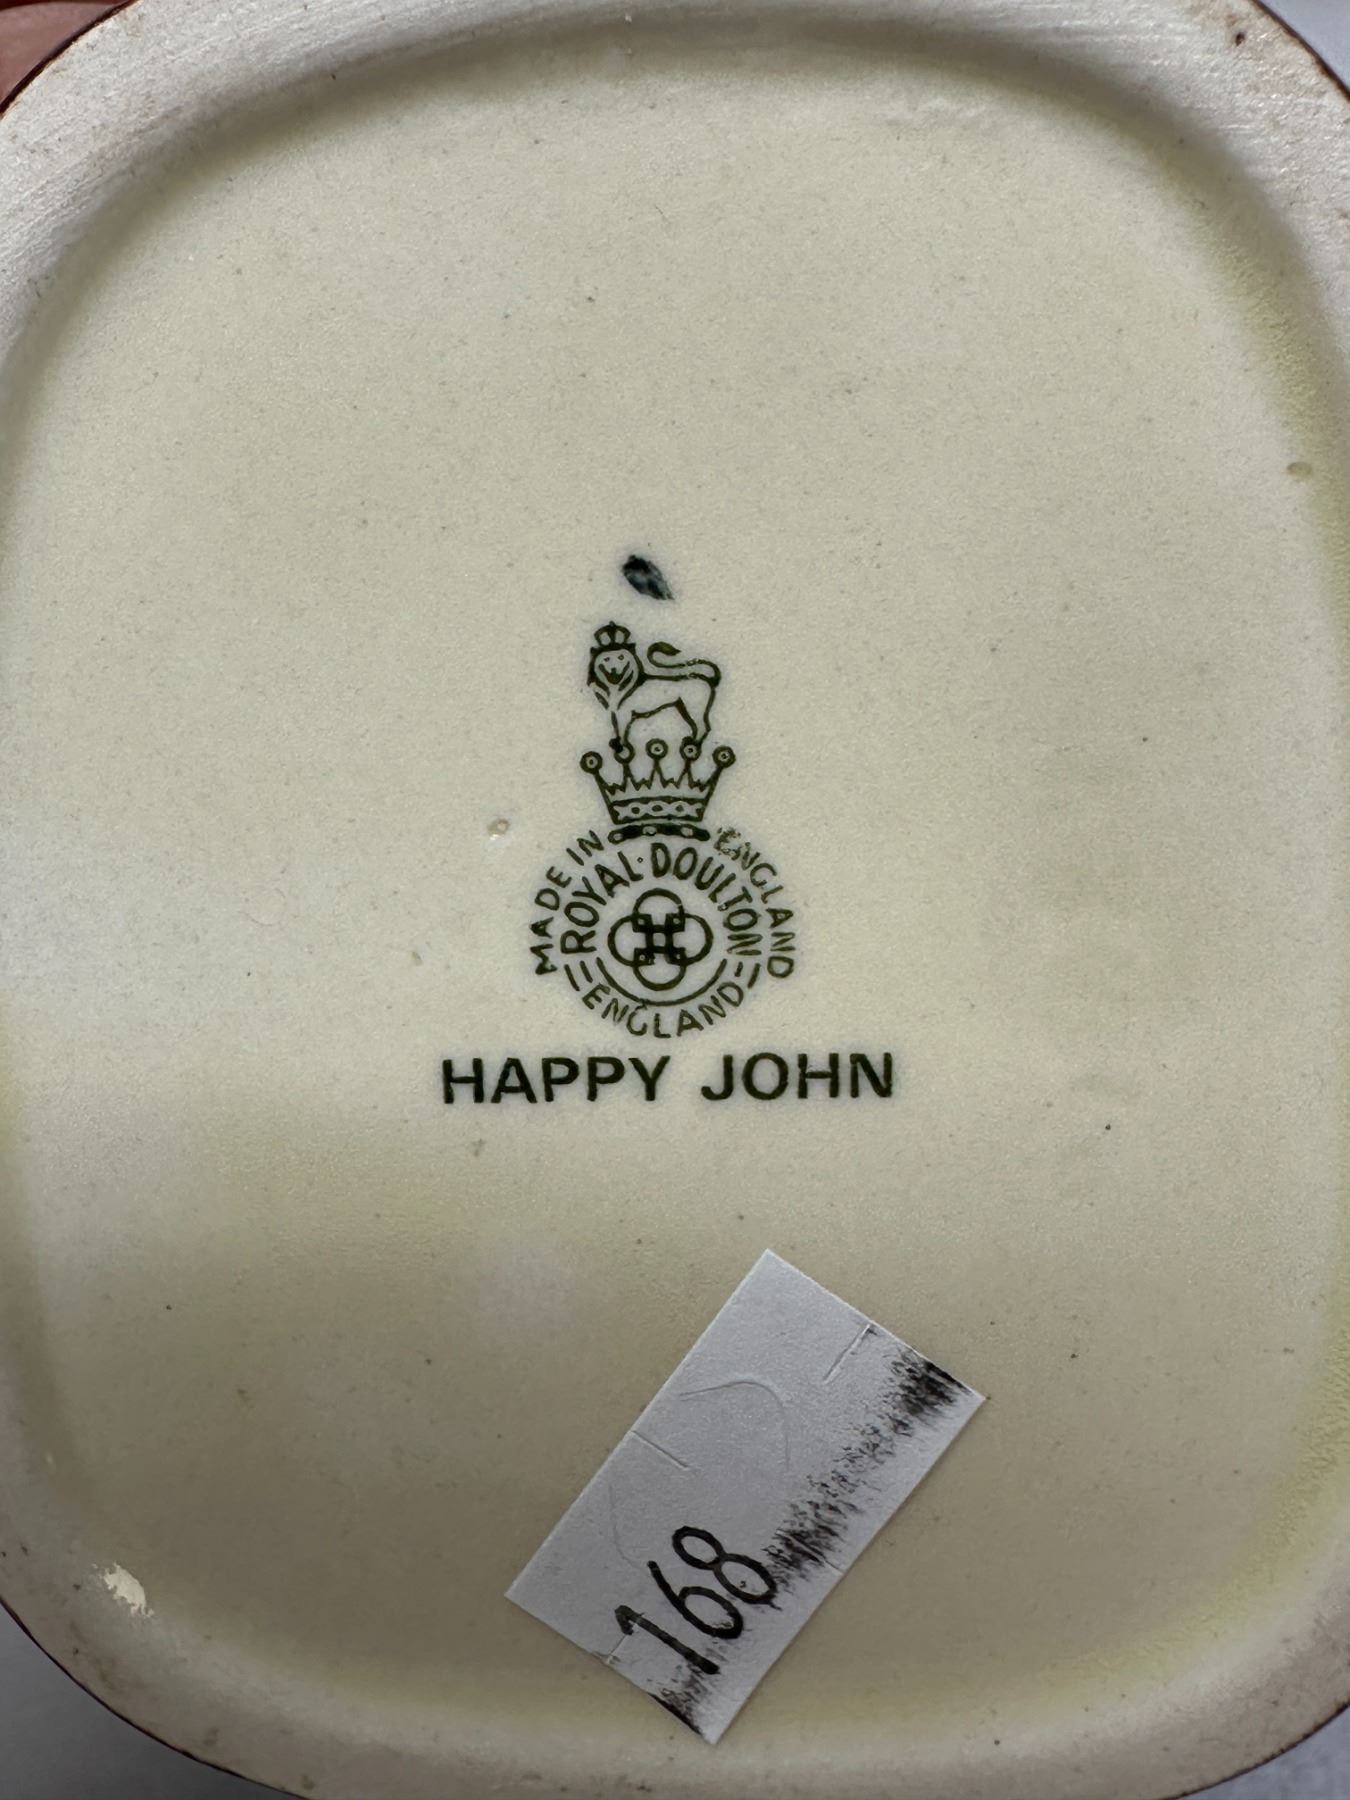 MADE IN ENGLAND
ROYAL·DOULTON
ENGLAND
HAPPY JOHN
168